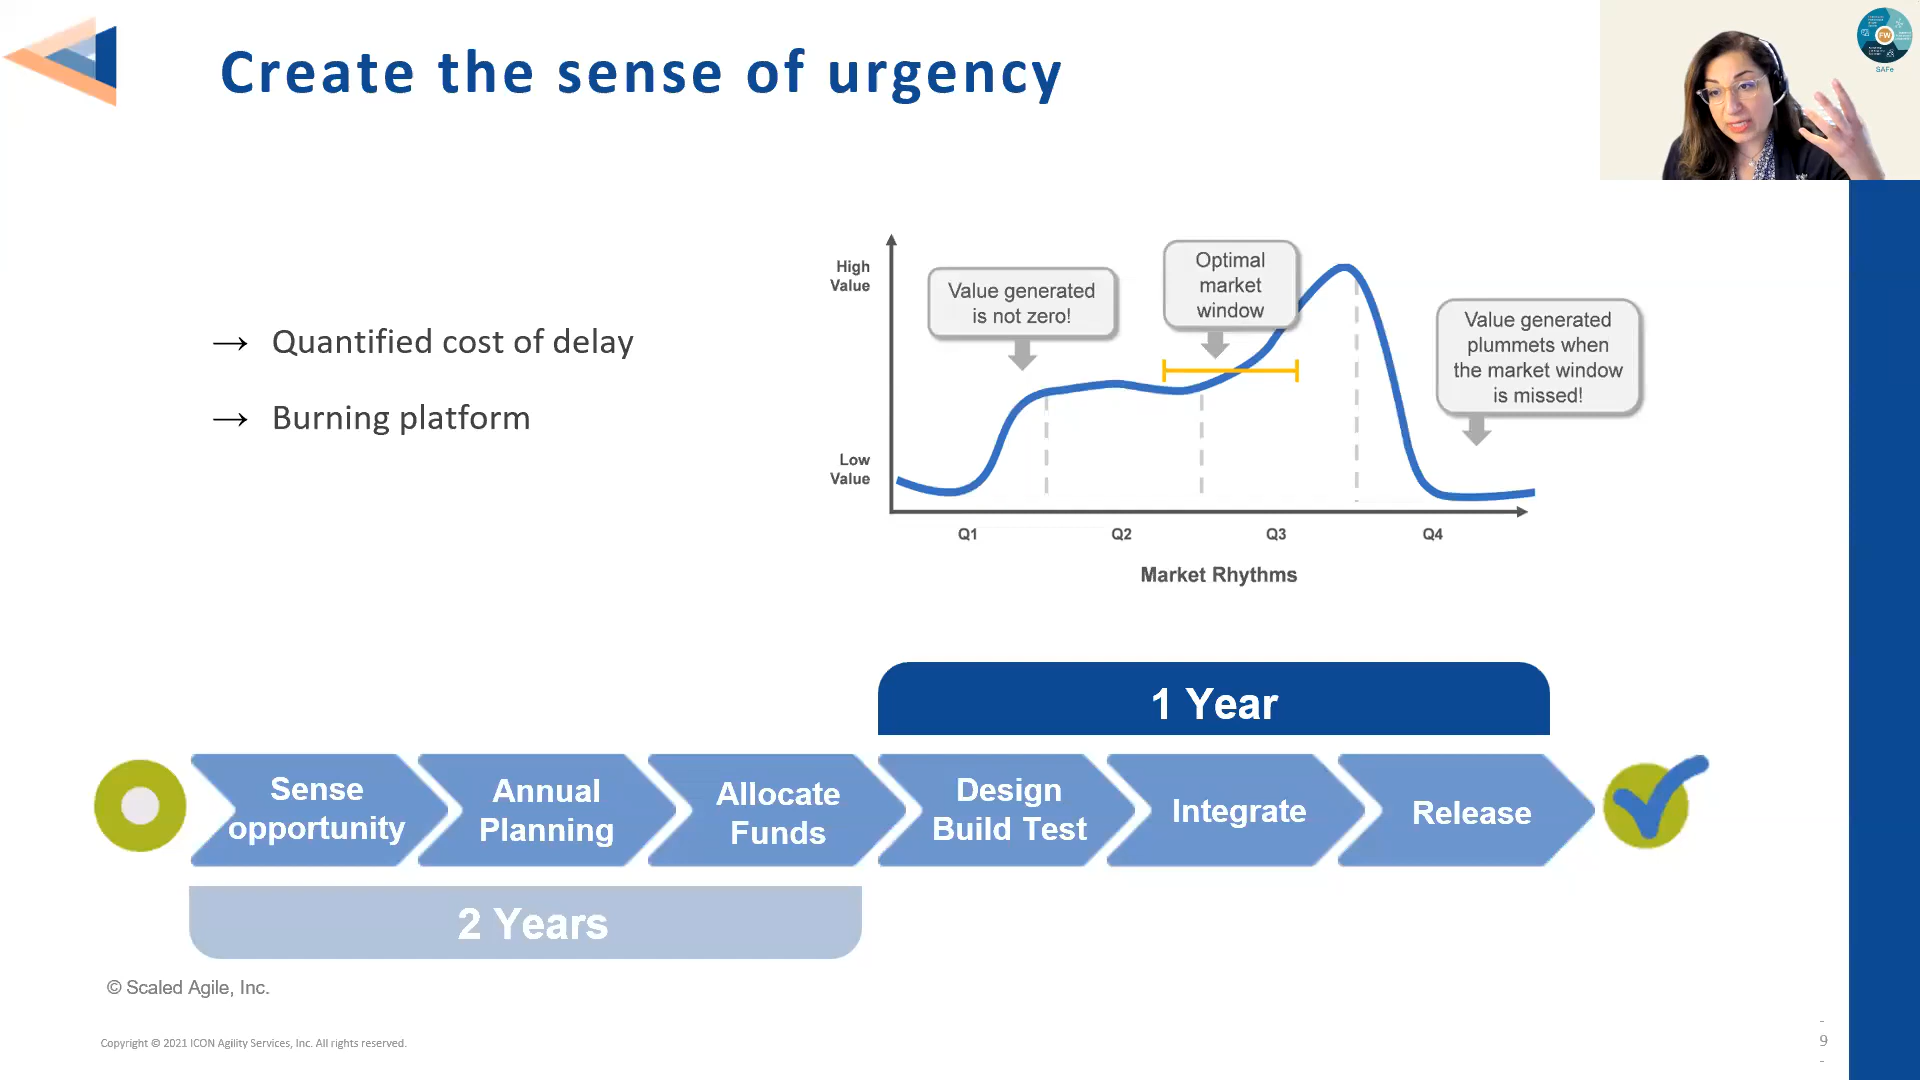 Create the sense of urgency
FW
SAFe
→ Quantified cost of delay
→ Burning platform
High
Value
Low
Value
Value generated
is not zero!
Optimal
market
window
Value generated
plummets when
the market window
is missed!
Q1
Q2
Q3
Q4
Market Rhythms
1 Year
Sense
opportunity
Annual
Planning
Allocate
Funds
Design
Build Test
Integrate
Release
2 Years
© Scaled Agile, Inc.
Copyright © 2021 ICON Agility Services, Inc. All rights reserved.
- 
9
-